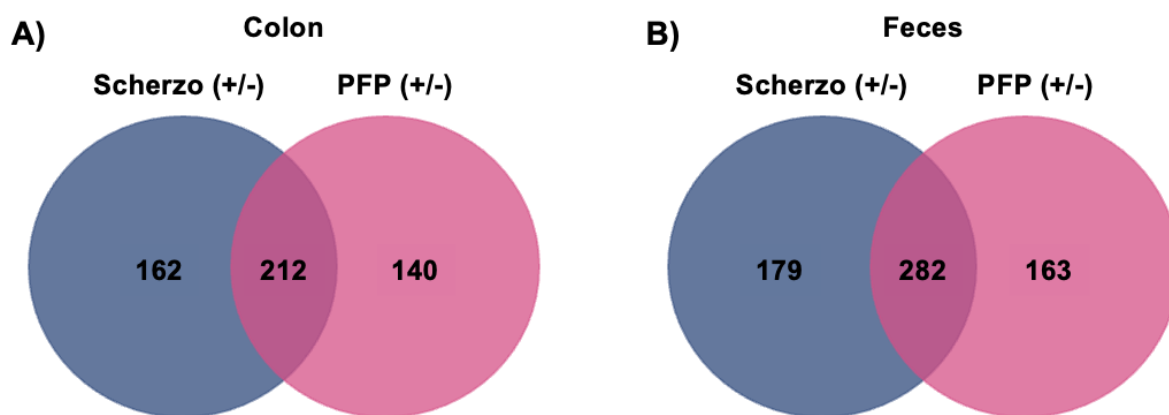 A)
Colon
Scherzo (+/-)
PFP (+/-)
162
212
140
B)
Feces
Scherzo (+/-)
PFP (+/-)
179
282
163